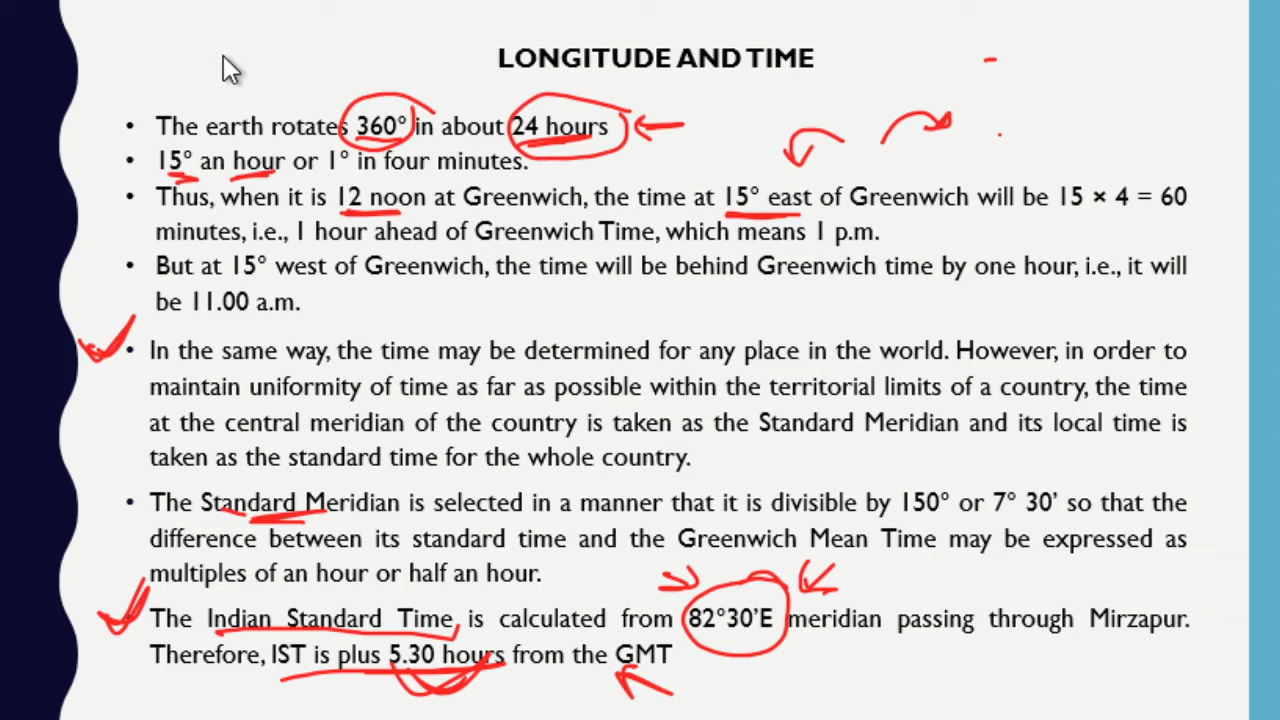 LONGITUDE AND TIME
• The earth rotates 360° in about 24 hours
• 15° an hour or 1° in four minutes.
• Thus, when it is 12 noon at Greenwich, the time at 15° east of Greenwich will be 15 × 4 = 60
minutes, i.e., 1 hour ahead of Greenwich Time, which means 1 p.m.
• But at 15° west of Greenwich, the time will be behind Greenwich time by one hour, i.e., it will
be 11.00 a.m.
• In the same way, the time may be determined for any place in the world. However, in order to
maintain uniformity of time as far as possible within the territorial limits of a country, the time
at the central meridian of the country is taken as the Standard Meridian and its local time is
taken as the standard time for the whole country.
• The Standard Meridian is selected in a manner that it is divisible by 150° or 7° 30’ so that the
difference between its standard time and the Greenwich Mean Time may be expressed as
multiples of an hour or half an hour.
• The Indian Standard Time is calculated from 82°30’E meridian passing through Mirzapur.
Therefore, IST is plus 5.30 hours from the GMT